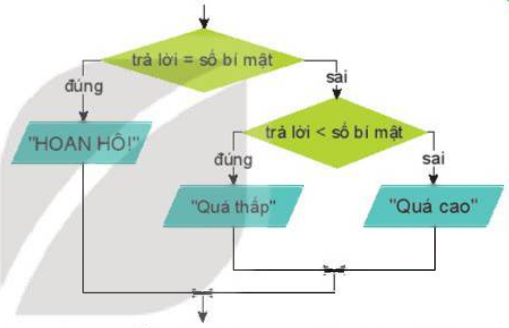 trả lời = số bí mật
đúng
sai
"HOAN HÔ!"
trả lời < số bí mật
đúng
sai
"Quá thấp"
"Quá cao"